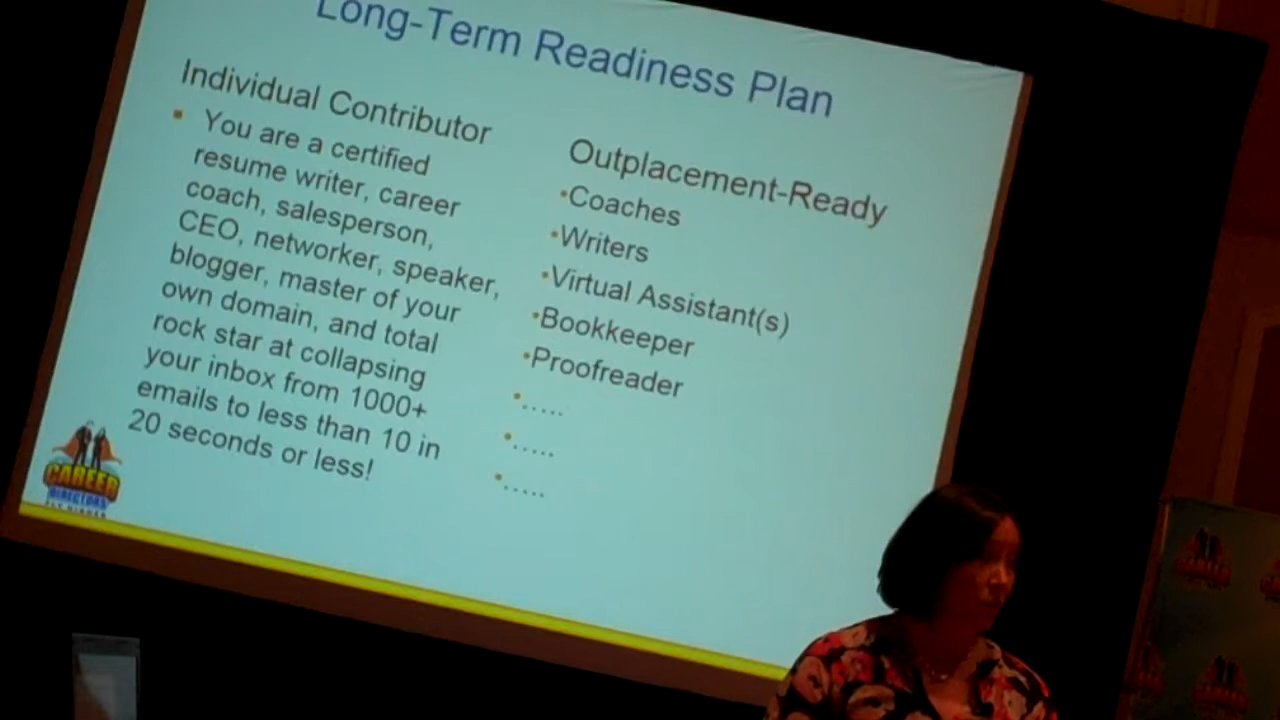 Long-Term Readiness Plan
Individual Contributor
• You are a certified
resume writer, career
coach, salesperson,
CEO, networker, speaker,
blogger, master of your
own domain, and total
rock star at collapsing
your inbox from 1000+
emails to less than 10 in
20 seconds or less!
Outplacement-Ready
•Coaches
•Writers
•Virtual Assistant(s)
•Bookkeeper
•Proofreader
•.....
•.....
•.....
CAREER
DIRECTORS